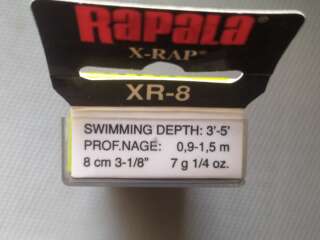 Rapala
X-RAP®
XR-8
SWIMMING DEPTH: 3'-5'
PROF.NAGE: 0,9-1,5 m
8 cm 3-1/8" 7 g 1/4 oz.